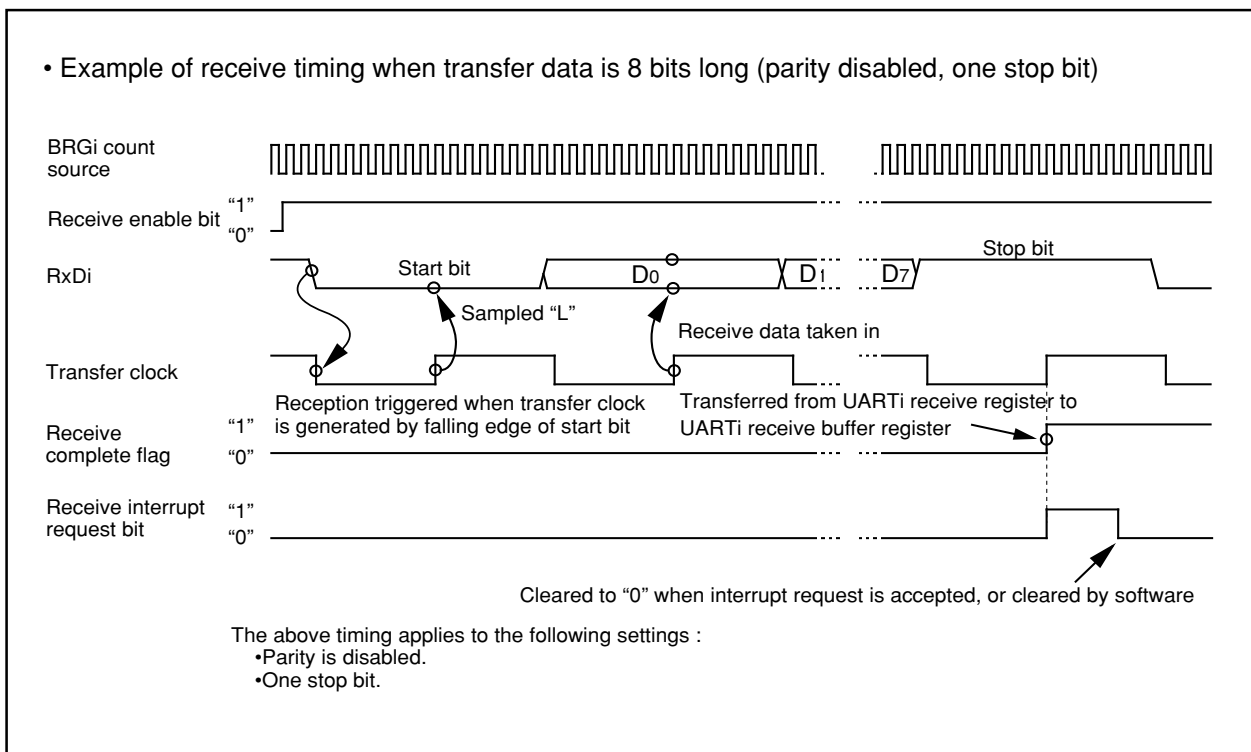 • Example of receive timing when transfer data is 8 bits long (parity disabled, one stop bit)
BRGi count
source
Receive enable bit
“1”
“0”
RxDi
Start bit
D0
D1
D7
Stop bit
Sampled “L”
Receive data taken in
Transfer clock
Reception triggered when transfer clock
is generated by falling edge of start bit
Transferred from UARTi receive register to
UARTi receive buffer register
Receive
complete flag
“1”
“0”
Receive interrupt
request bit
“1”
“0”
Cleared to “0” when interrupt request is accepted, or cleared by software
The above timing applies to the following settings :
•Parity is disabled.
•One stop bit.